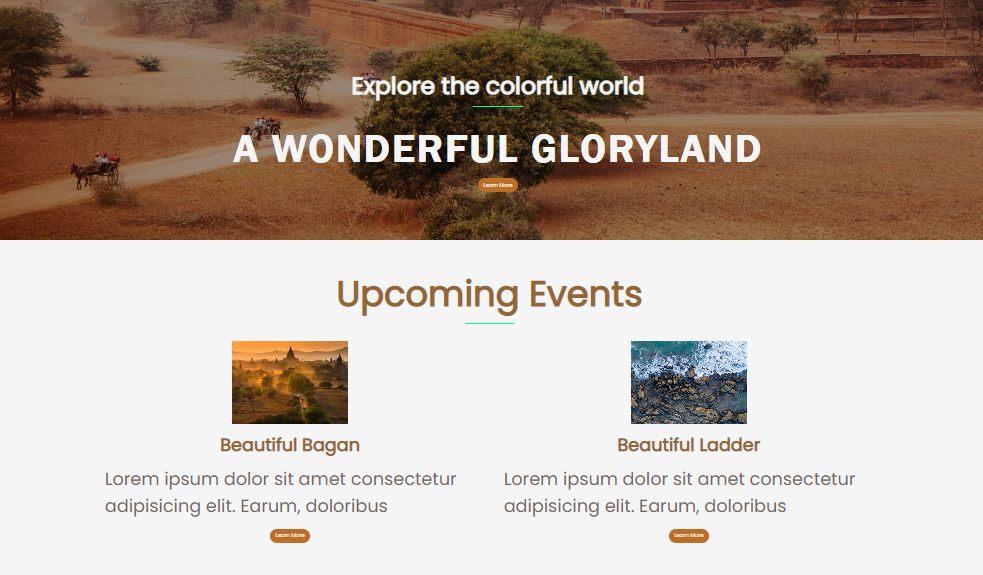 Explore the colorful world
A WONDERFUL GLORYLAND
Learn More
Upcoming Events
Beautiful Bagan
Lorem ipsum dolor sit amet consectetur
adipisicing elit. Earum, doloribus
Learn More
Beautiful Ladder
Lorem ipsum dolor sit amet consectetur
adipisicing elit. Earum, doloribus
Learn More